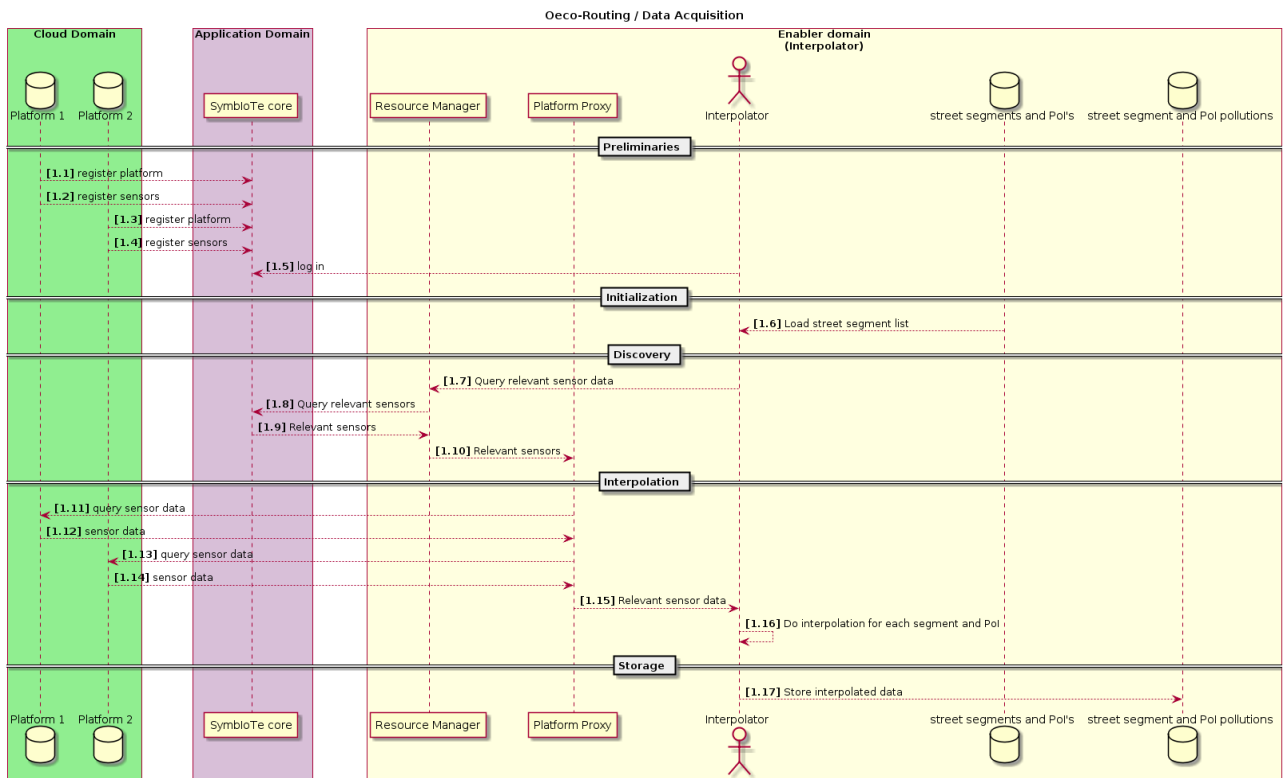 Oeco-Routing / Data Acquisition
Cloud Domain
Application Domain
Enabler domain
(Interpolator)
Platform 1
Platform 2
SymbIoTe core
Resource Manager
Platform Proxy
Interpolator
street segments and PoI's
street segment and PoI pollutions
Preliminaries
[1.1] register platform
[1.2] register sensors
[1.3] register platform
[1.4] register sensors
[1.5] log in
Initialization
[1.6] Load street segment list
Discovery
[1.7] Query relevant sensor data
[1.8] Query relevant sensors
[1.9] Relevant sensors
[1.10] Relevant sensors
Interpolation
[1.11] query sensor data
[1.12] sensor data
[1.13] query sensor data
[1.14] sensor data
[1.15] Relevant sensor data
[1.16] Do interpolation for each segment and PoI
Storage
[1.17] Store interpolated data
Platform 1
Platform 2
SymbIoTe core
Resource Manager
Platform Proxy
Interpolator
street segments and PoI's
street segment and PoI pollutions